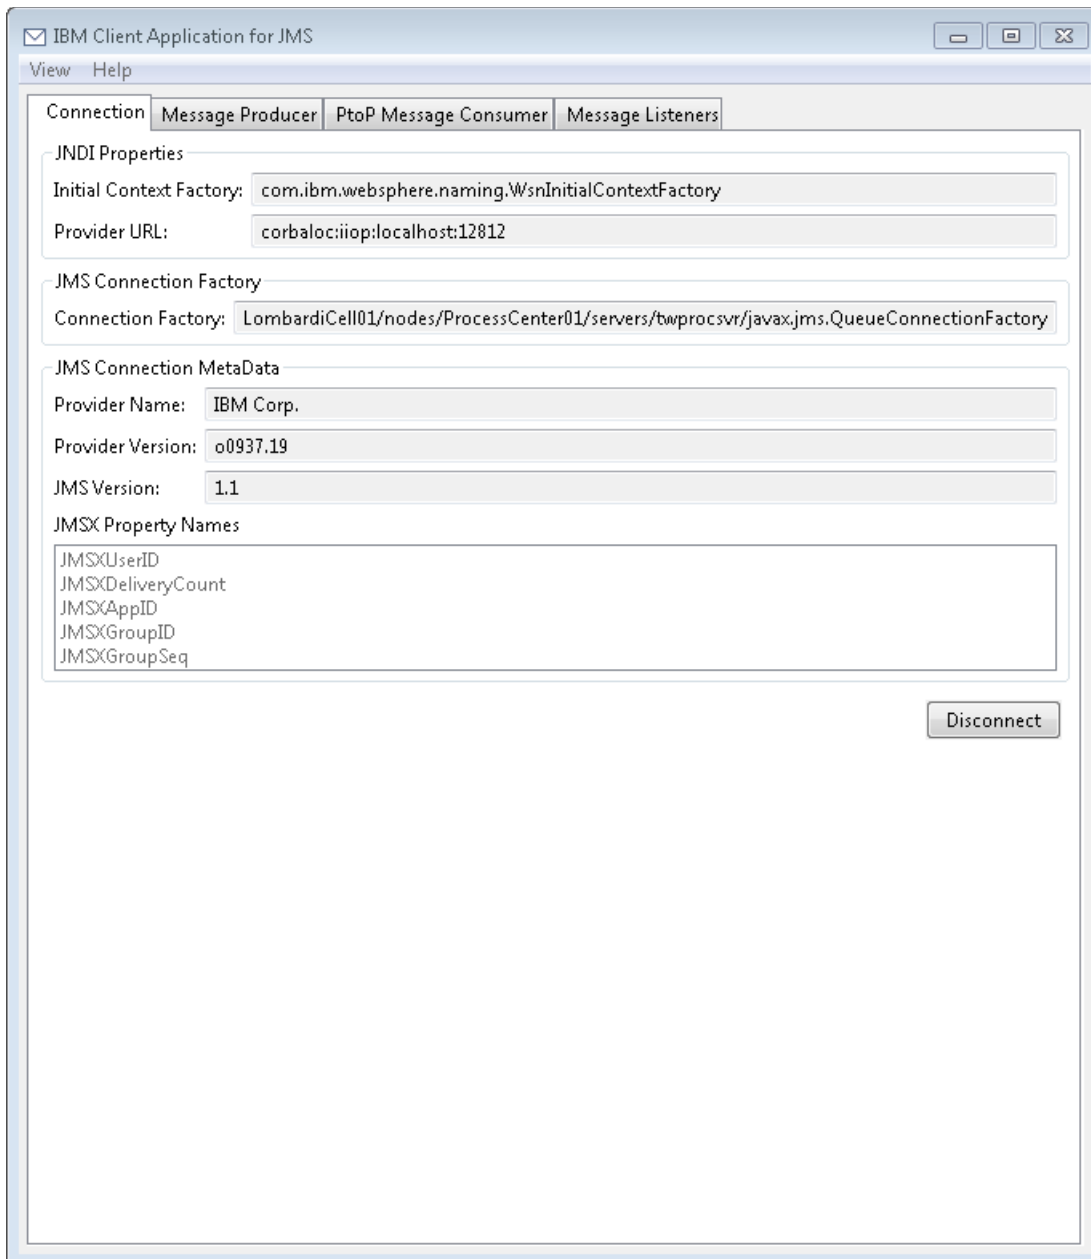 IBM Client Application for JMS
View Help
Connection Message Producer PtoP Message Consumer Message Listeners
JNDI Properties
Initial Context Factory: com.ibm.websphere.naming.WsnInitialContextFactory
Provider URL: corbaloc:iiop:localhost:12812
JMS Connection Factory
Connection Factory: LombardiCell01/nodes/ProcessCenter01/servers/twprocsvr/javax.jms.QueueConnectionFactory
JMS Connection MetaData
Provider Name: IBM Corp.
Provider Version: o0937.19
JMS Version: 1.1
JMSX Property Names
JMSXUserID
JMSXDeliveryCount
JMSXAppID
JMSXGroupID
JMSXGroupSeq
Disconnect